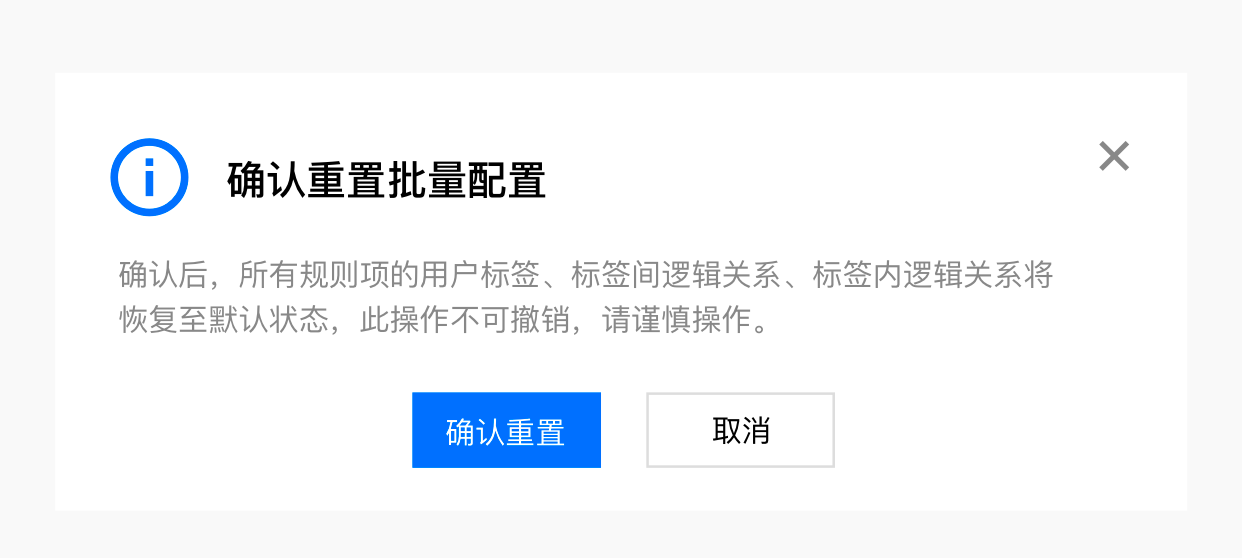 确认重置批量配置
确认后，所有规则项的用户标签、标签间逻辑关系、标签内逻辑关系将
恢复至默认状态，此操作不可撤销，请谨慎操作。
确认重置
取消